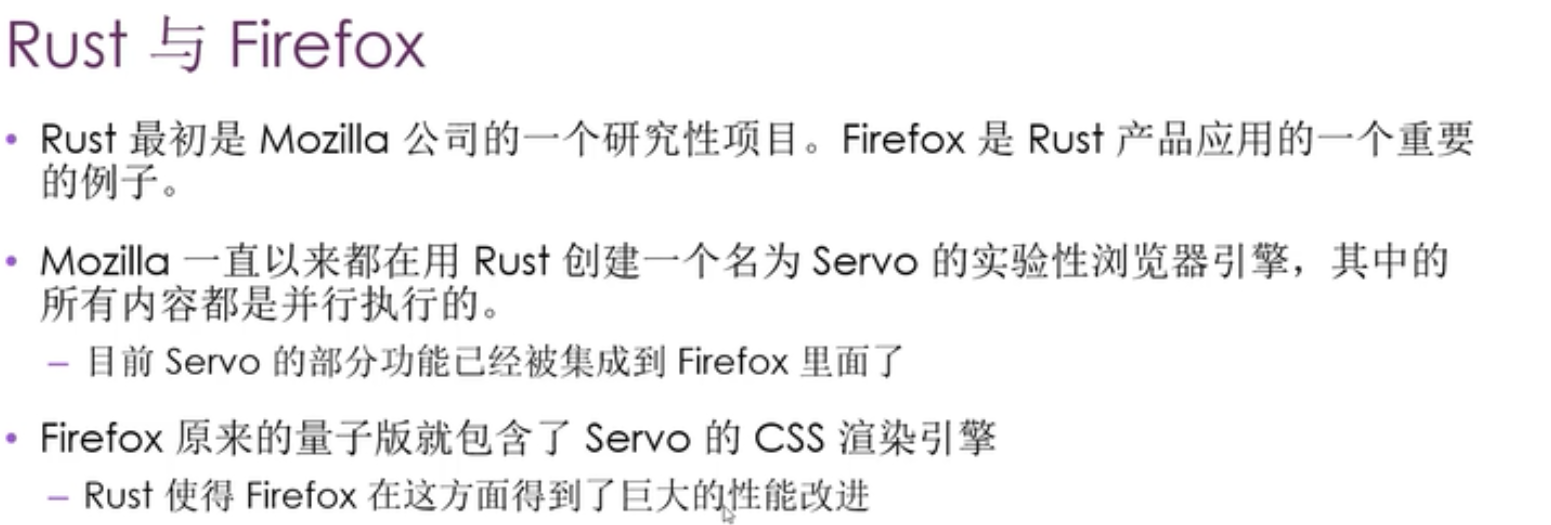 Rust 与 Firefox
• Rust 最初是 Mozilla 公司的一个研究性项目。Firefox 是 Rust 产品应用的一个重要
的例子。
• Mozilla 一直以来都在用 Rust 创建一个名为 Servo 的实验性浏览器引擎，其中的
所有内容都是并行执行的。
– 目前 Servo 的部分功能已经被集成到 Firefox 里面了
• Firefox 原来的量子版就包含了 Servo 的 CSS 渲染引擎
– Rust 使得 Firefox 在这方面得到了巨大的性能改进